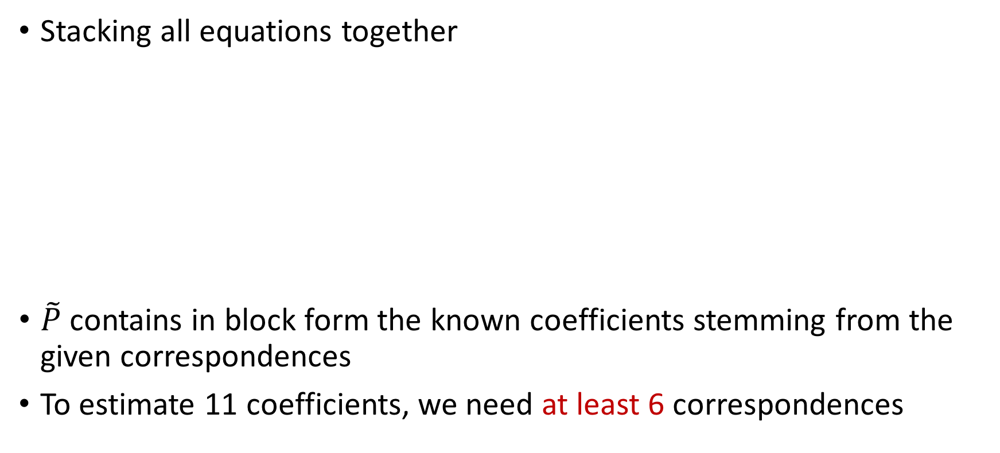 • Stacking all equations together
• P̃ contains in block form the known coefficients stemming from the
given correspondences
• To estimate 11 coefficients, we need at least 6 correspondences